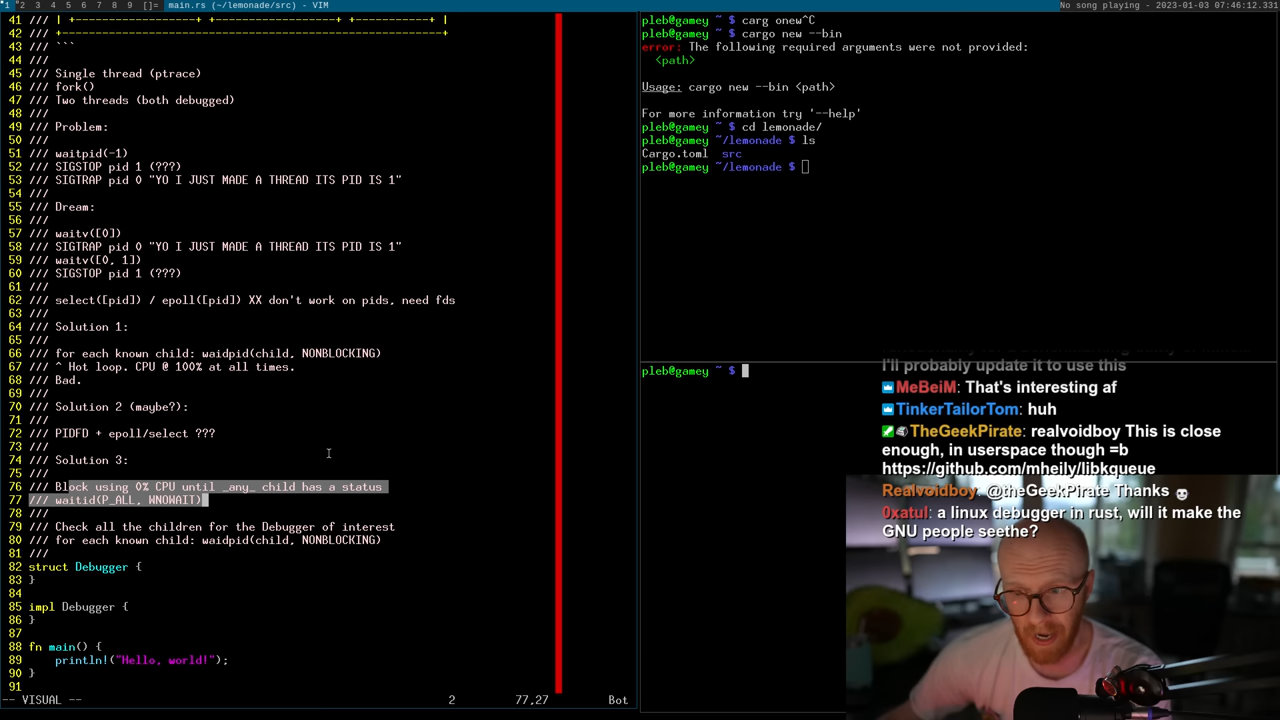 1 2 3 4 5 6 7 8 9 []= main.rs (~/lemonade/src) - VIM
No song playing - 2023-01-03 07:46:12.331
41 /// | +------------------+ +------------------+ +-----------+ |
42 /// +---------------------------------------------------------+
43 /// ```
44 ///
45 /// Single thread (ptrace)
46 /// fork()
47 /// Two threads (both debugged)
48 ///
49 /// Problem:
50 ///
51 /// waitpid(-1)
52 /// SIGSTOP pid 1 (???)
53 /// SIGTRAP pid 0 "YO I JUST MADE A THREAD ITS PID IS 1"
54 ///
55 /// Dream:
56 ///
57 /// waitv([0])
58 /// SIGTRAP pid 0 "YO I JUST MADE A THREAD ITS PID IS 1"
59 /// waitv([0, 1])
60 /// SIGSTOP pid 1 (???)
61 ///
62 /// select([pid]) / epoll([pid]) XX don't work on pids, need fds
63 ///
64 /// Solution 1:
65 ///
66 /// for each known child: waidpid(child, NONBLOCKING)
67 /// ^ Hot loop. CPU @ 100% at all times.
68 /// Bad.
69 ///
70 /// Solution 2 (maybe?):
71 ///
72 /// PIDFD + epoll/select ???
73 ///
74 /// Solution 3:
75 ///
76 /// Block using 0% CPU until _any_ child has a status
77 /// waitid(P_ALL, WNOWAIT)
78 ///
79 /// Check all the children for the Debugger of interest
80 /// for each known child: waidpid(child, NONBLOCKING)
81 ///
82 struct Debugger {
83 }
84
85 impl Debugger {
86 }
87
88 fn main() {
89     println!("Hello, world!");
90 }
91
-- VISUAL -- 2 77,27 Bot
pleb@gamey ~ $ carg onew^C
pleb@gamey ~ $ cargo new --bin
error: The following required arguments were not provided:
  <path>
Usage: cargo new --bin <path>
For more information try '--help'
pleb@gamey ~ $ cd lemonade/
pleb@gamey ~/lemonade $ ls
Cargo.toml  src
pleb@gamey ~/lemonade $
pleb@gamey ~ $
I'll probably update it to use this
MeBeiM: That's interesting af
TinkerTailorTom: huh
TheGeekPirate: realvoidboy This is close
enough, in userspace though =b
https://github.com/mheily/libkqueue
Realvoidboy @theGeekPirate Thanks
0xatul: a linux debugger in rust, will it make the
GNU people seethe?